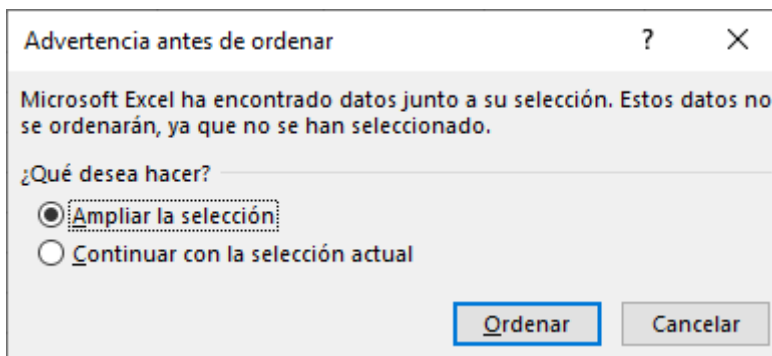 Advertencia antes de ordenar ? X
Microsoft Excel ha encontrado datos junto a su selección. Estos datos no
se ordenarán, ya que no se han seleccionado.
¿Qué desea hacer?
Ampliar la selección
Continuar con la selección actual
Ordenar Cancelar